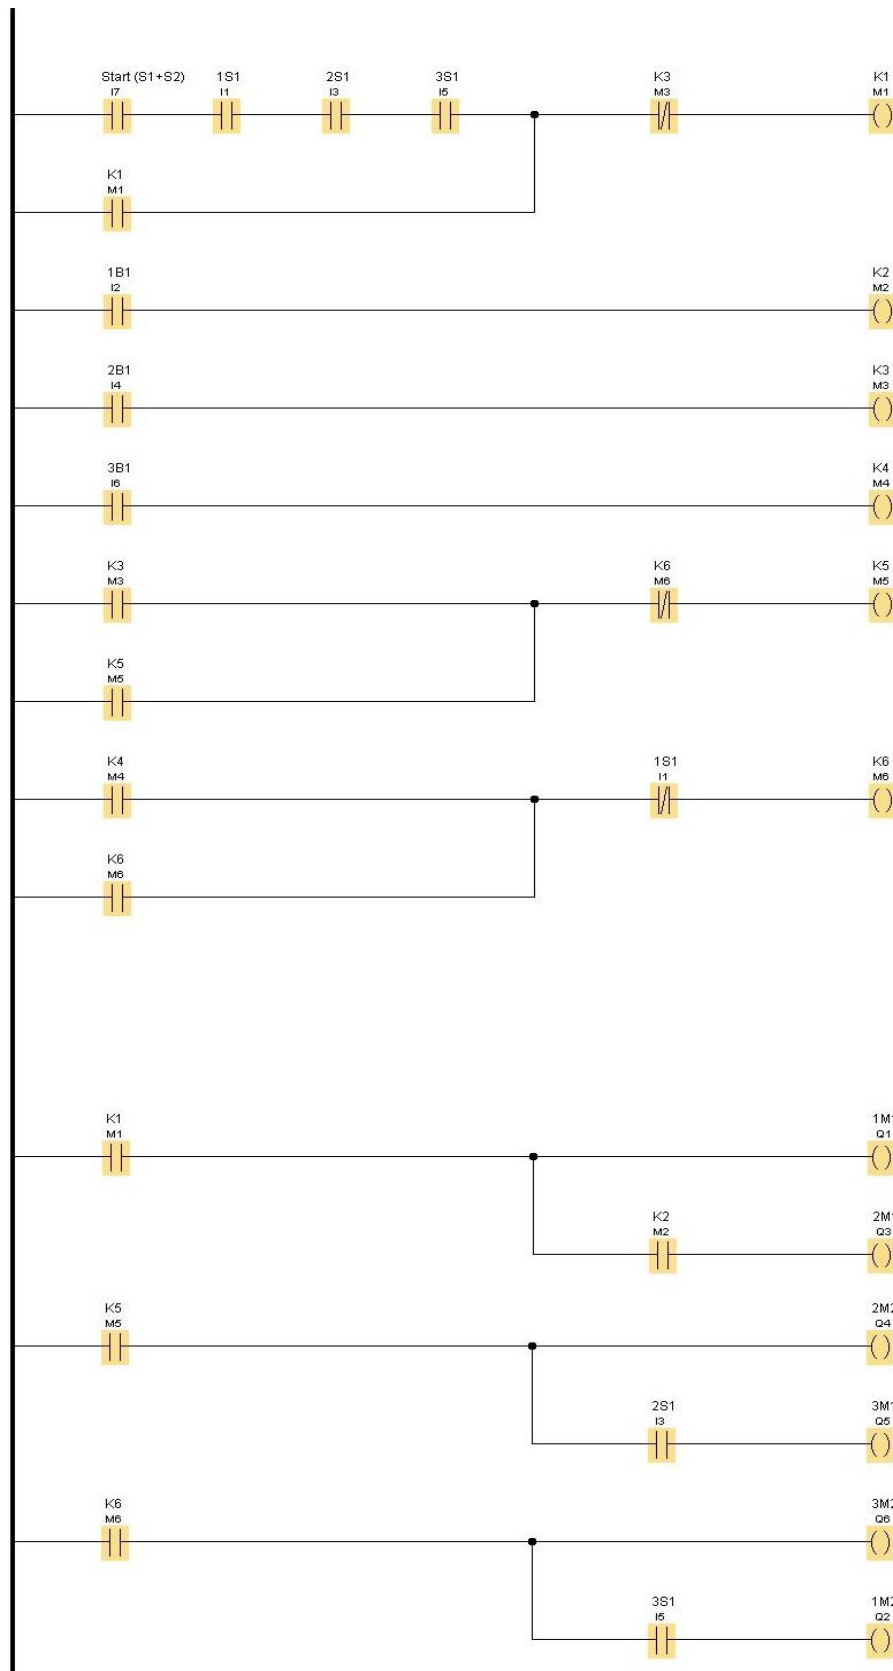 Start (S1+S2) 1S1 2S1 3S1 K3 K1
I7 I1 I3 I5 M3 M1
K1
M1
1B1 K2
I2 M2
2B1 K3
I4 M3
3B1 K4
I6 M4
K3 K6 K5
M3 M6 M5
K5
M5
K4 1S1 K6
M4 I1 M6
K6
M6
K1 1M1
M1 Q1
K2 2M1
M2 Q3
K5 2M2
M5 Q4
2S1 3M1
I3 Q5
K6 3M2
M6 Q6
3S1 1M2
I5 Q2